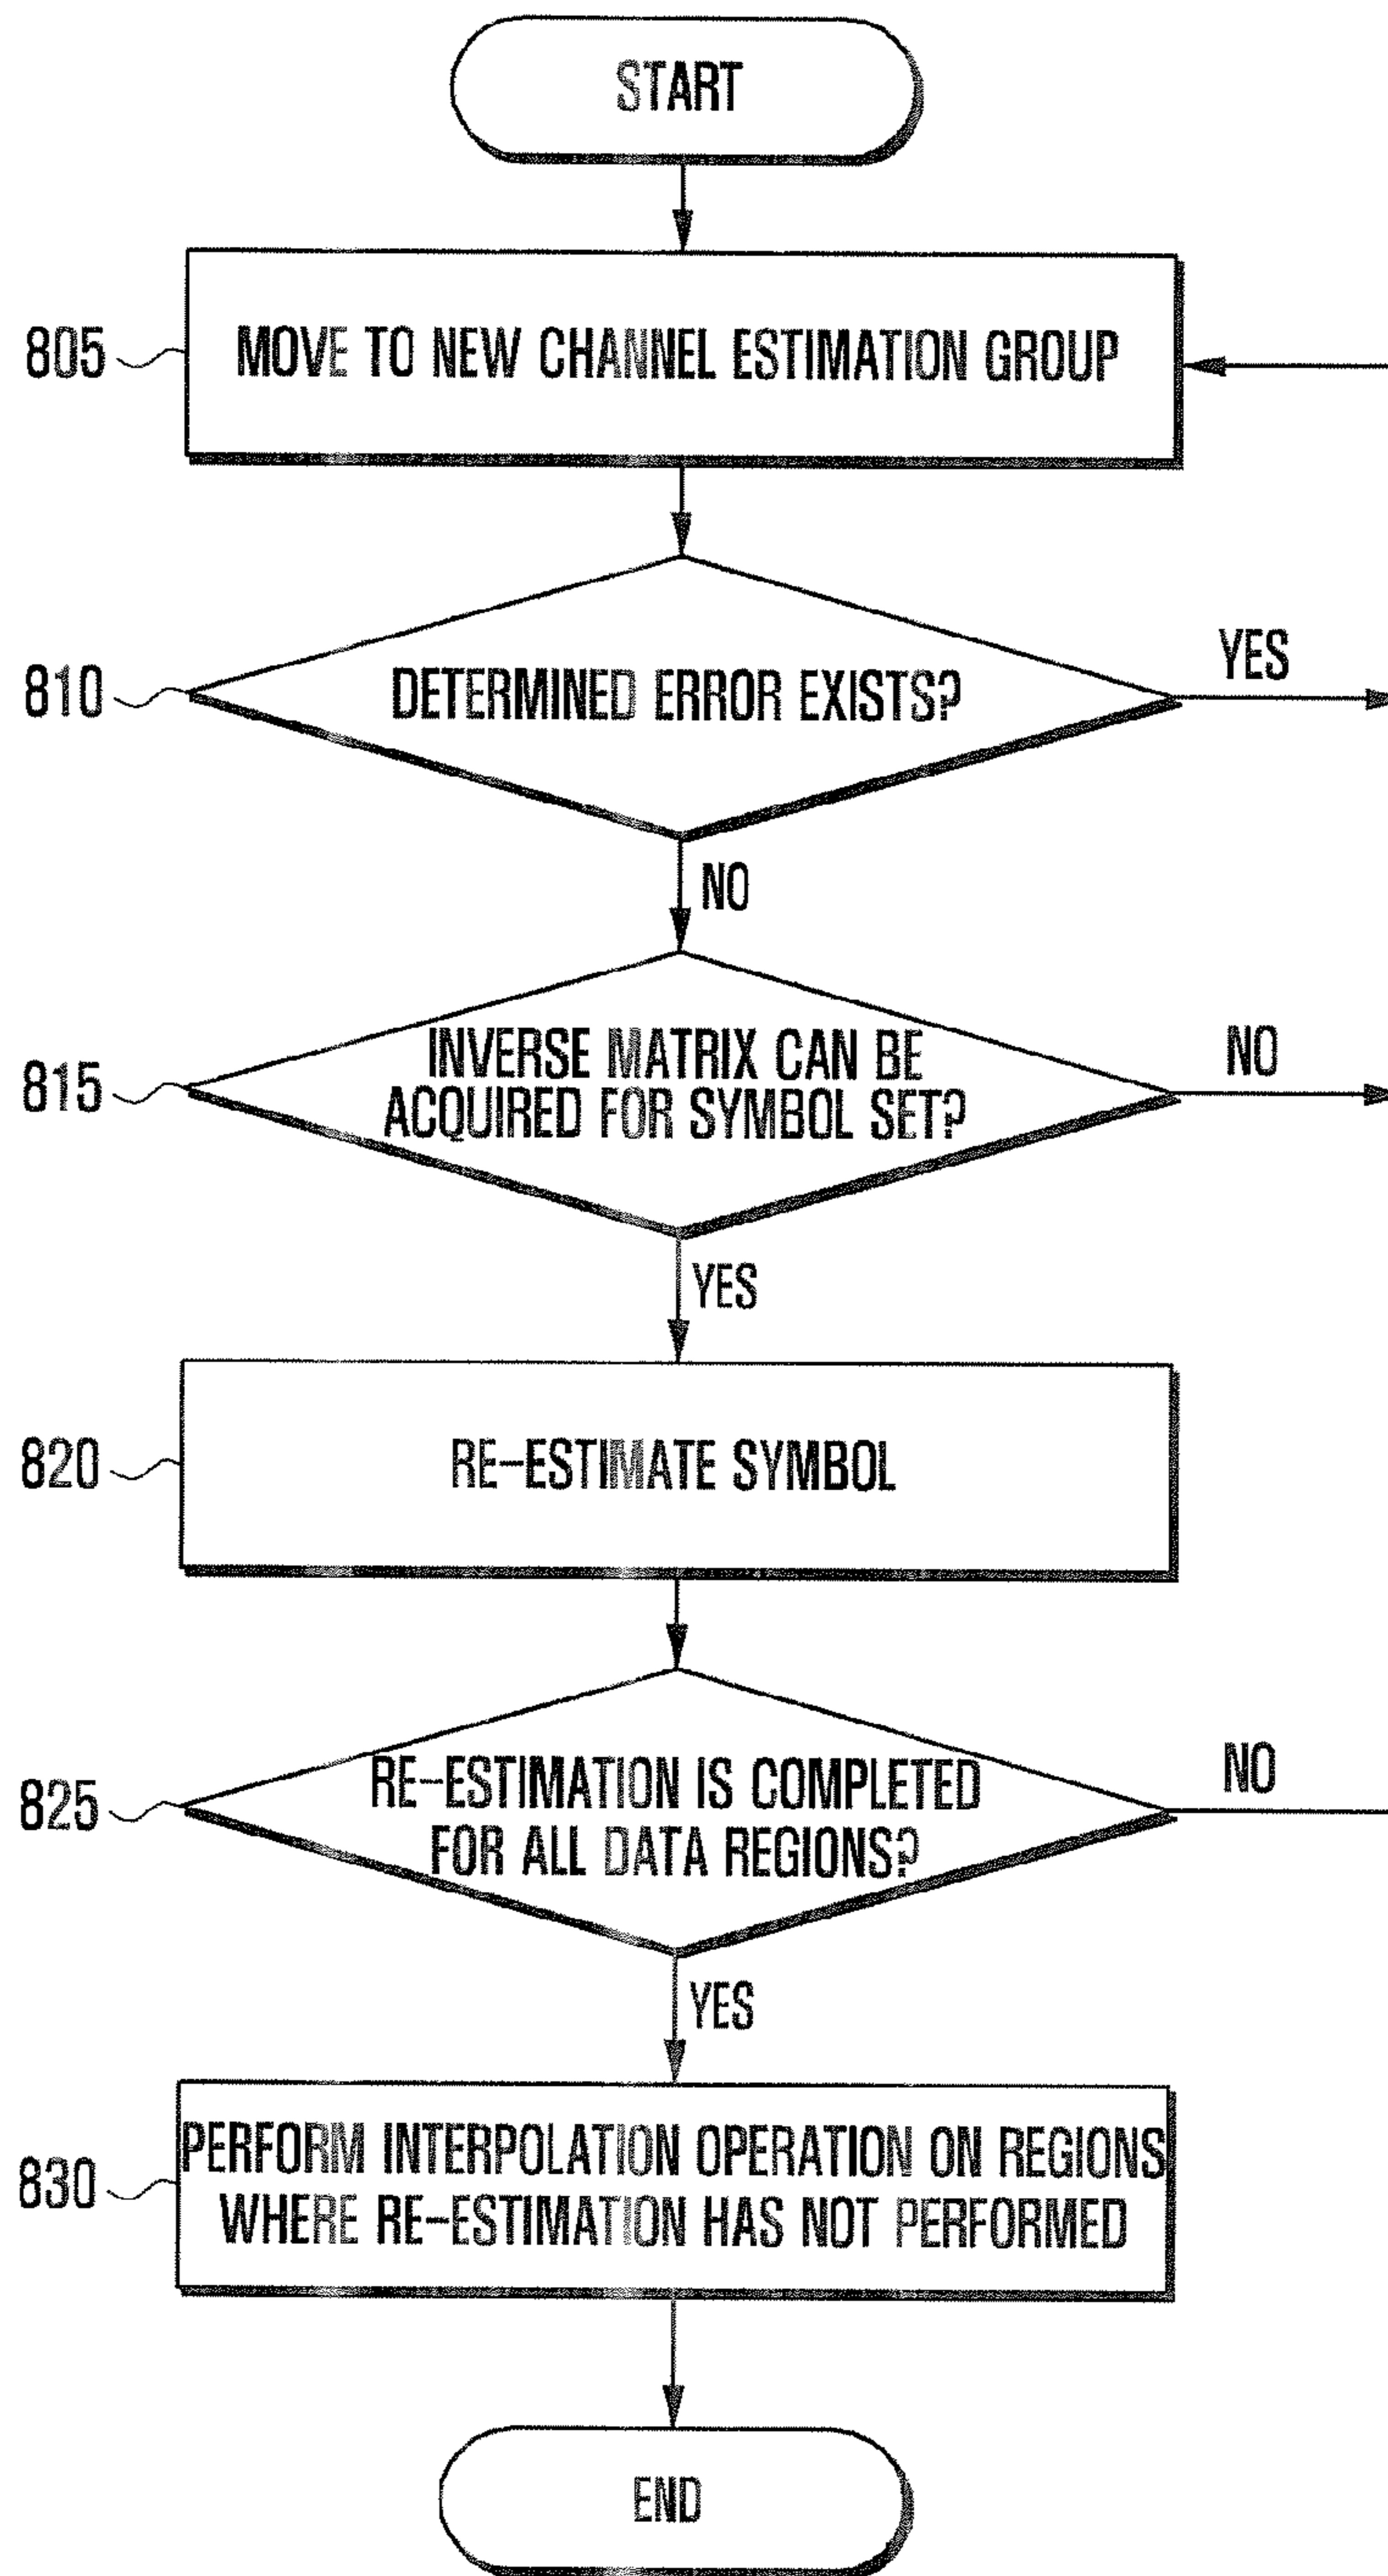 START
805
MOVE TO NEW CHANNEL ESTIMATION GROUP
810
DETERMINED ERROR EXISTS?
YES
NO
815
INVERSE MATRIX CAN BE
ACQUIRED FOR SYMBOL SET?
NO
YES
820
RE-ESTIMATE SYMBOL
825
RE-ESTIMATION IS COMPLETED
FOR ALL DATA REGIONS?
NO
YES
830
PERFORM INTERPOLATION OPERATION ON REGIONS
WHERE RE-ESTIMATION HAS NOT PERFORMED
END